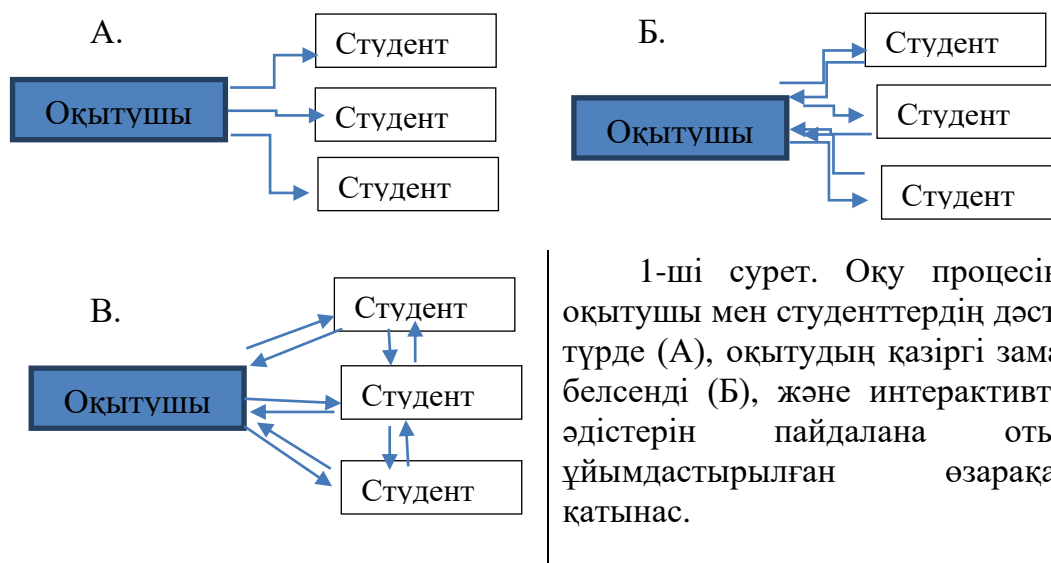 А.
Студент
Оқытушы
Студент
Студент
Б.
Студент
Оқытушы
Студент
Студент
В.
Студент
Оқытушы
Студент
Студент
1-ші сурет. Оқу процесін
оқытушы мен студенттердің дәст
түрде (А), оқытудың қазіргі зама
белсенді (Б), және интерактивт
әдістерін пайдалана оты
ұйымдастырылған өзарақа
қатынас.